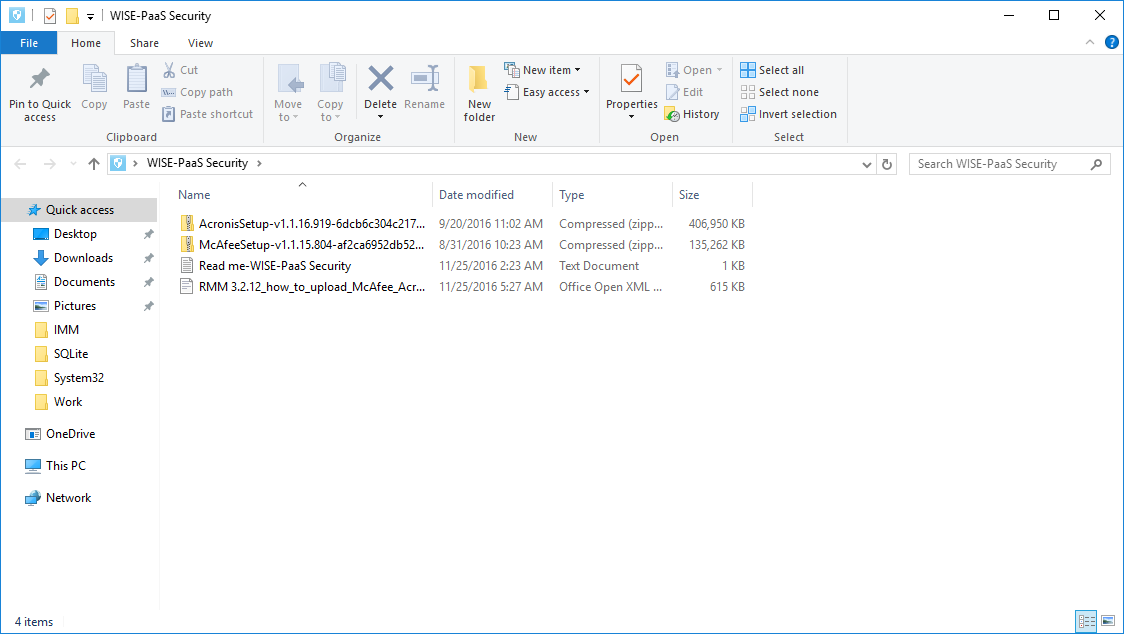 WISE-PaaS Security
File Home Share View
Pin to Quick access
Copy
Paste
Cut
Copy path
Paste shortcut
Clipboard
Move to
Copy to
Delete
Rename
Organize
New folder
New item
Easy access
New
Properties
Open
Edit
History
Open
Select all
Select none
Invert selection
Select
WISE-PaaS Security
Search WISE-PaaS Security
Quick access
Desktop
Downloads
Documents
Pictures
IMM
SQLite
System32
Work
OneDrive
This PC
Network
Name Date modified Type Size
AcronisSetup-v1.1.16.919-6dcb6c304c217... 9/20/2016 11:02 AM Compressed (zipp... 406,950 KB
McAfeeSetup-v1.1.15.804-af2ca6952db52... 8/31/2016 10:23 AM Compressed (zipp... 135,262 KB
Read me-WISE-PaaS Security 11/25/2016 2:23 AM Text Document 1 KB
RMM 3.2.12_how_to_upload_McAfee_Acr... 11/25/2016 5:27 AM Office Open XML ... 615 KB
4 items